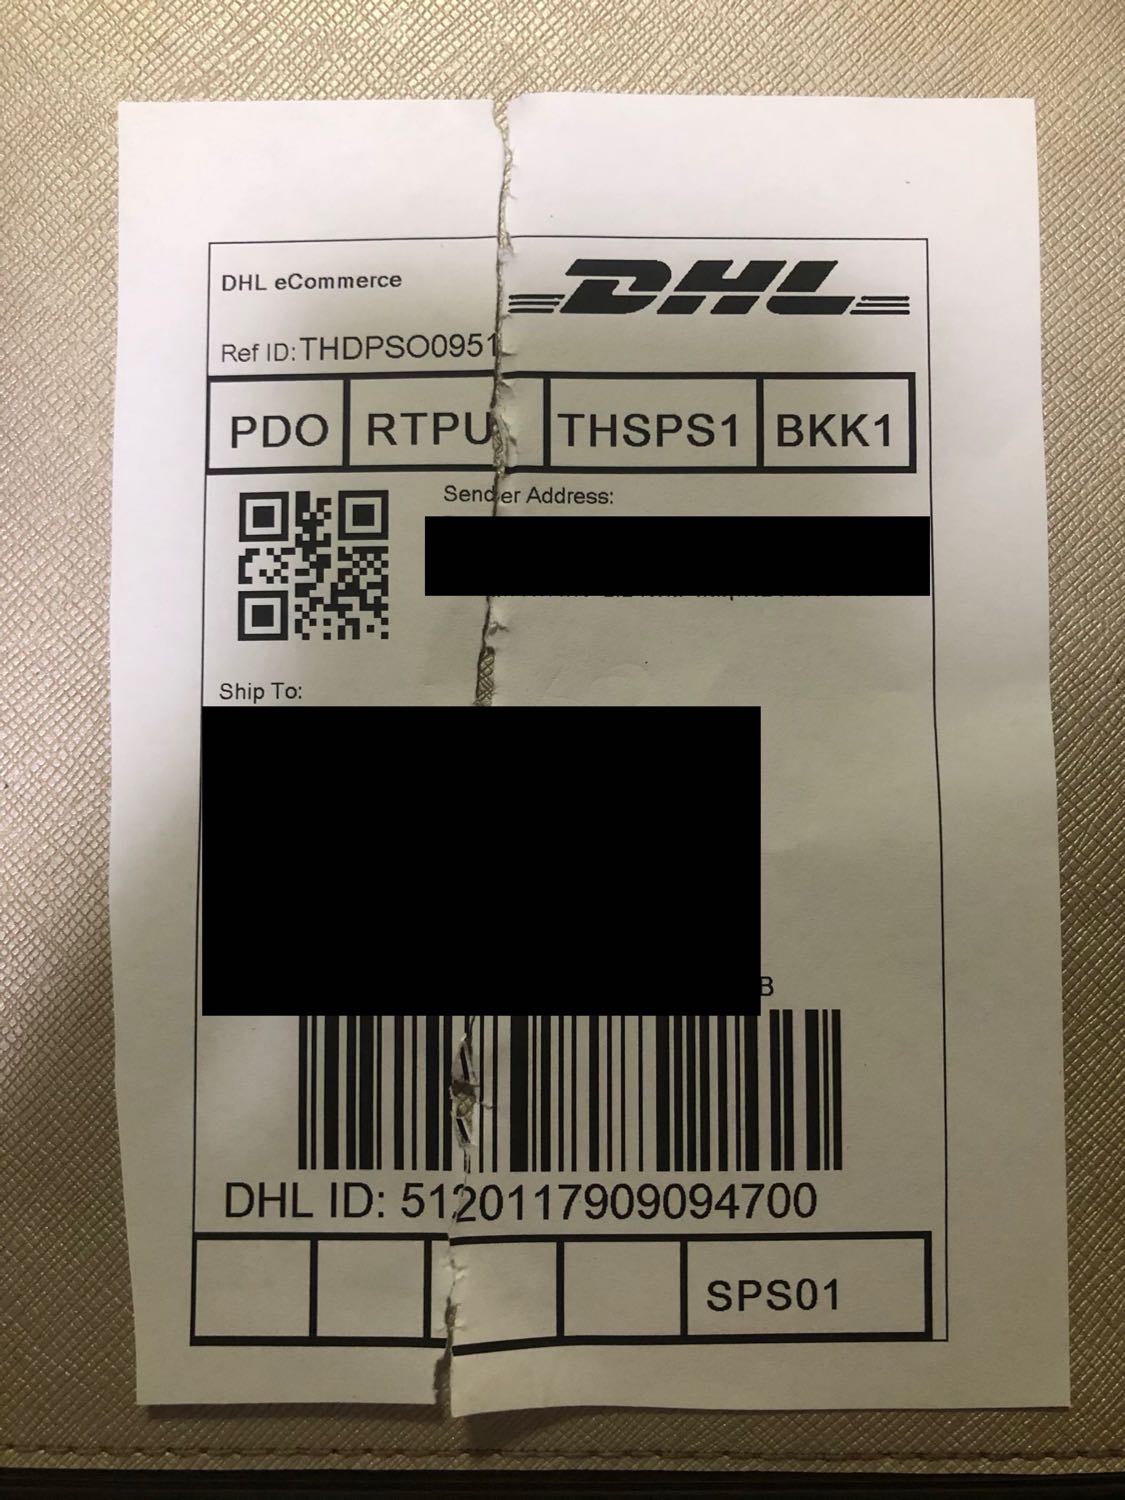 DHL eCommerce
DHL
Ref ID: THDPSO0951
PDO RTPU THSPS1 BKK1
Sender Address:
Ship To:
B
DHL ID: 5120117909094700
SPS01